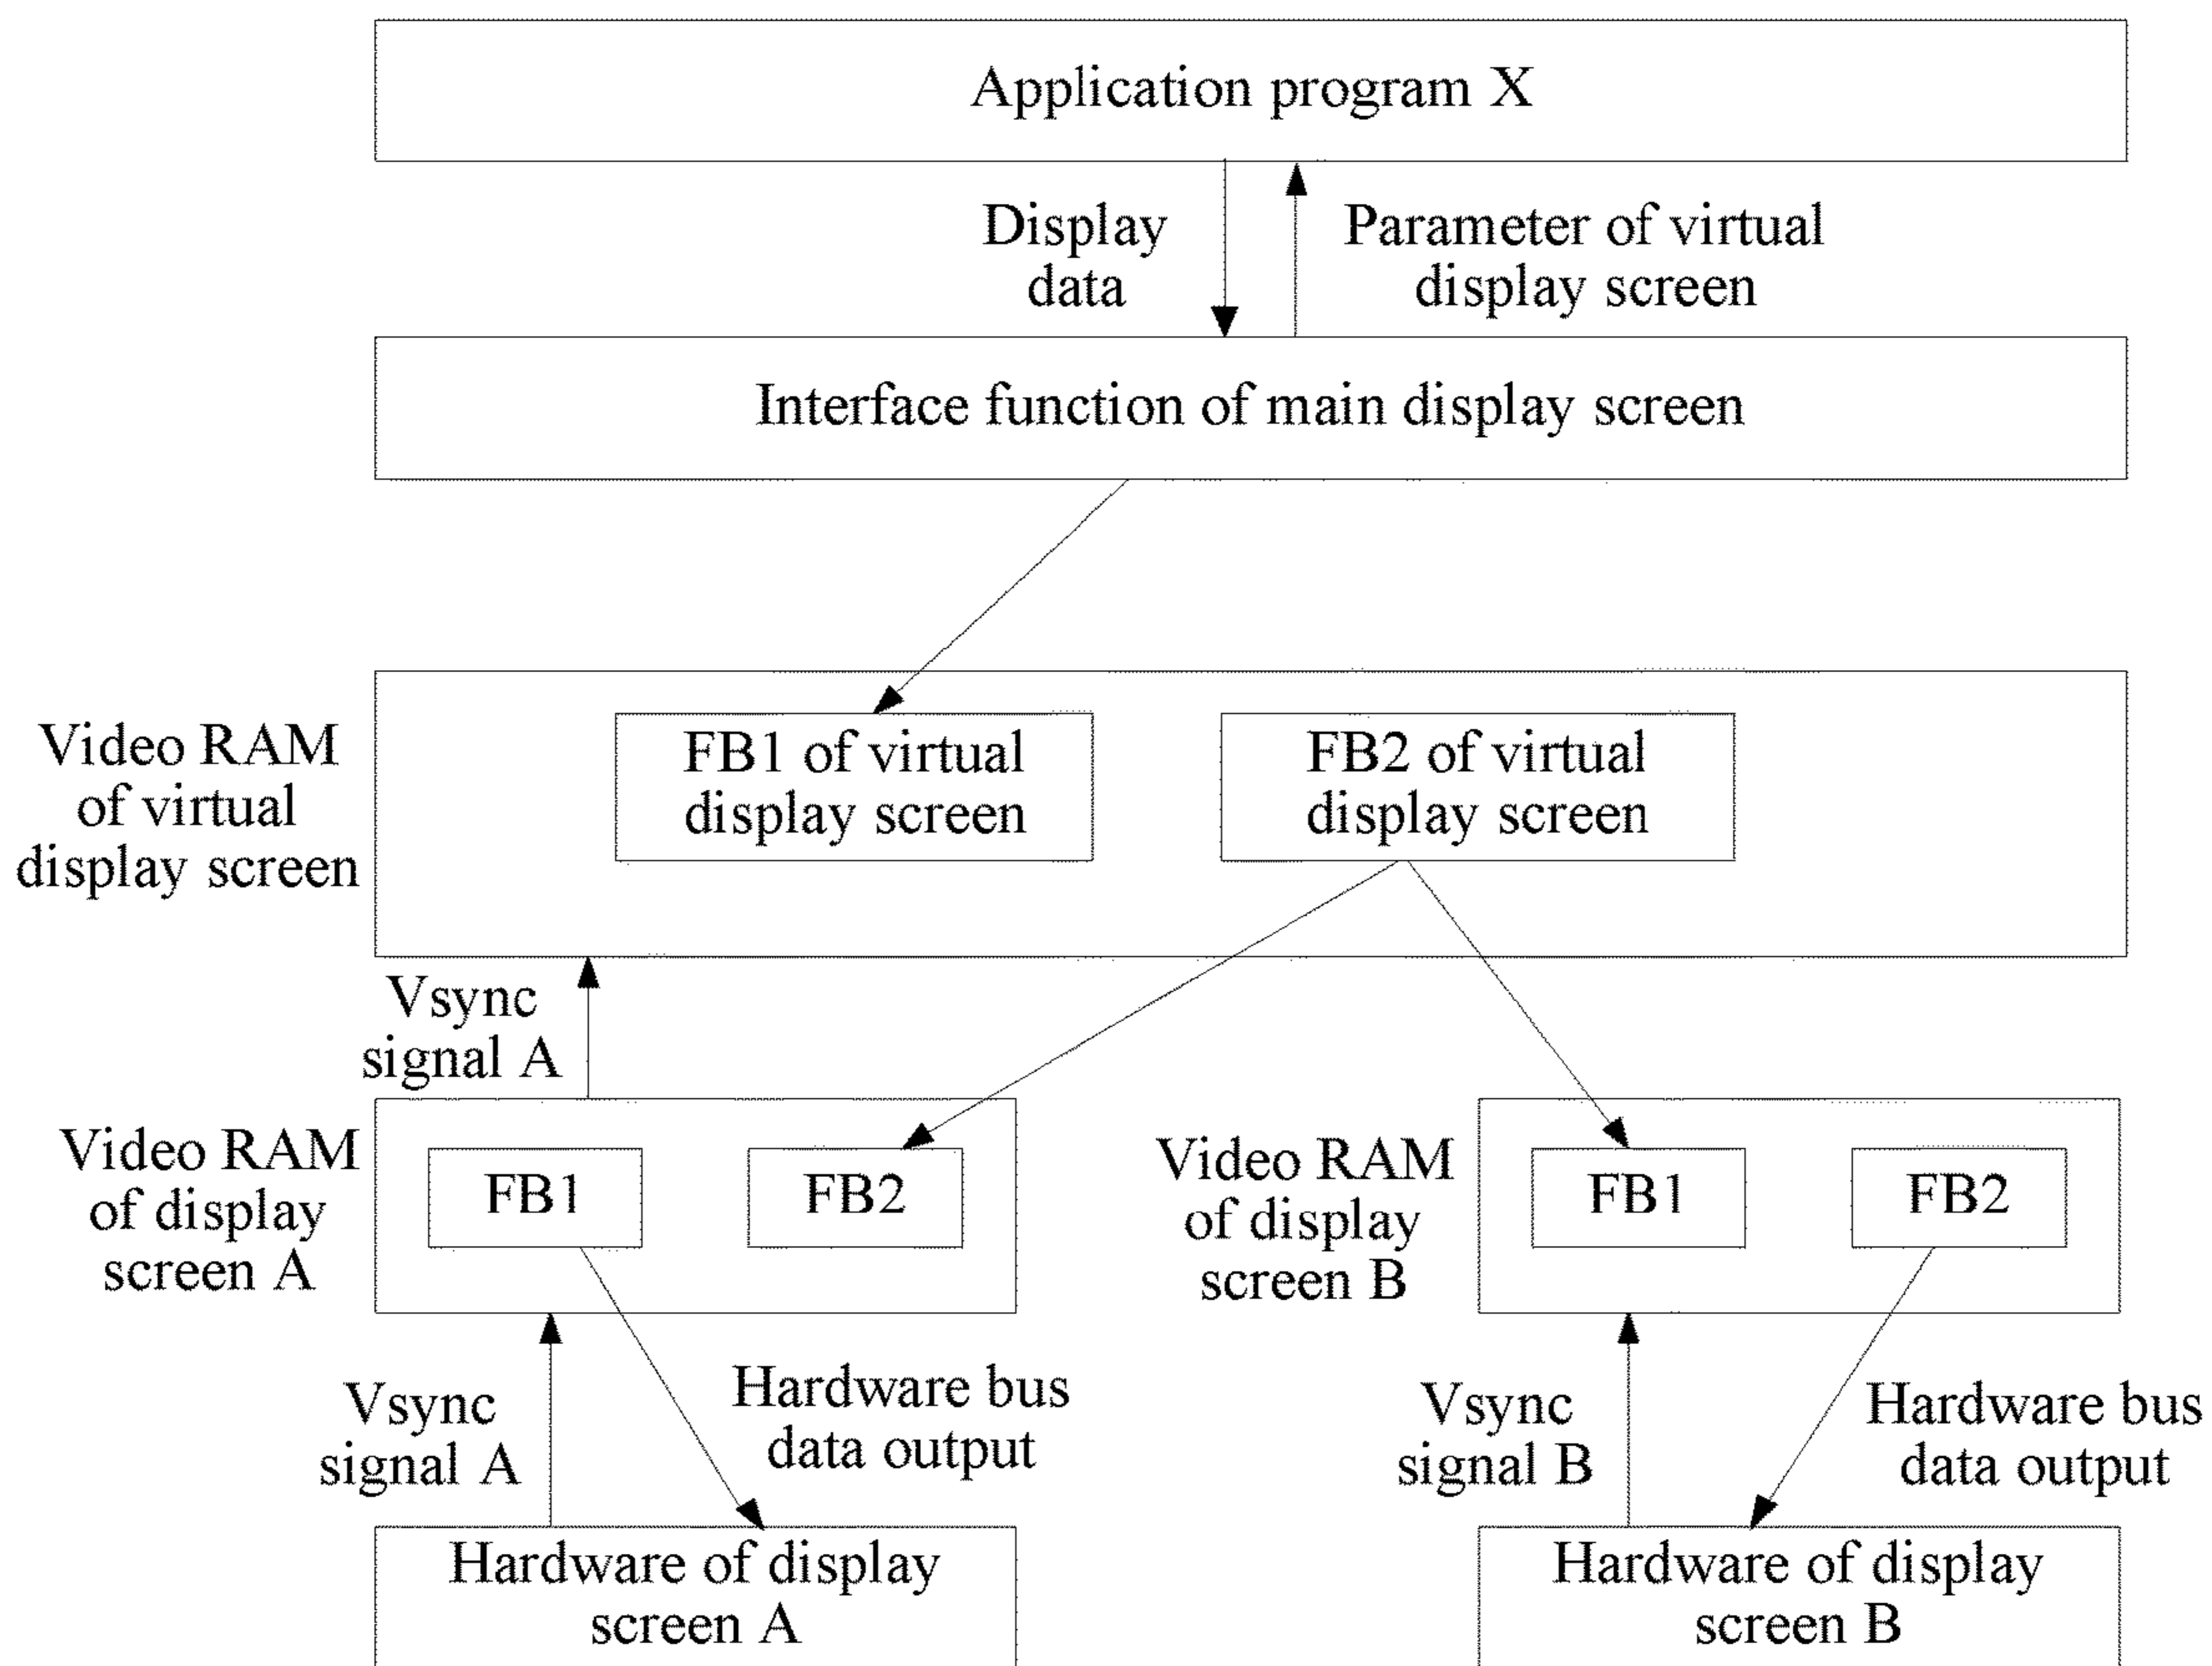 Application program X
Display
data
Parameter of virtual
display screen
Interface function of main display screen
Video RAM
of virtual
display screen
FB1 of virtual
display screen
FB2 of virtual
display screen
Vsync
signal A
Video RAM
of display
screen A
FB1
FB2
Video RAM
of display
screen B
FB1
FB2
Vsync
signal A
Hardware bus
data output
Vsync
signal B
Hardware bus
data output
Hardware of display
screen A
Hardware of display
screen B